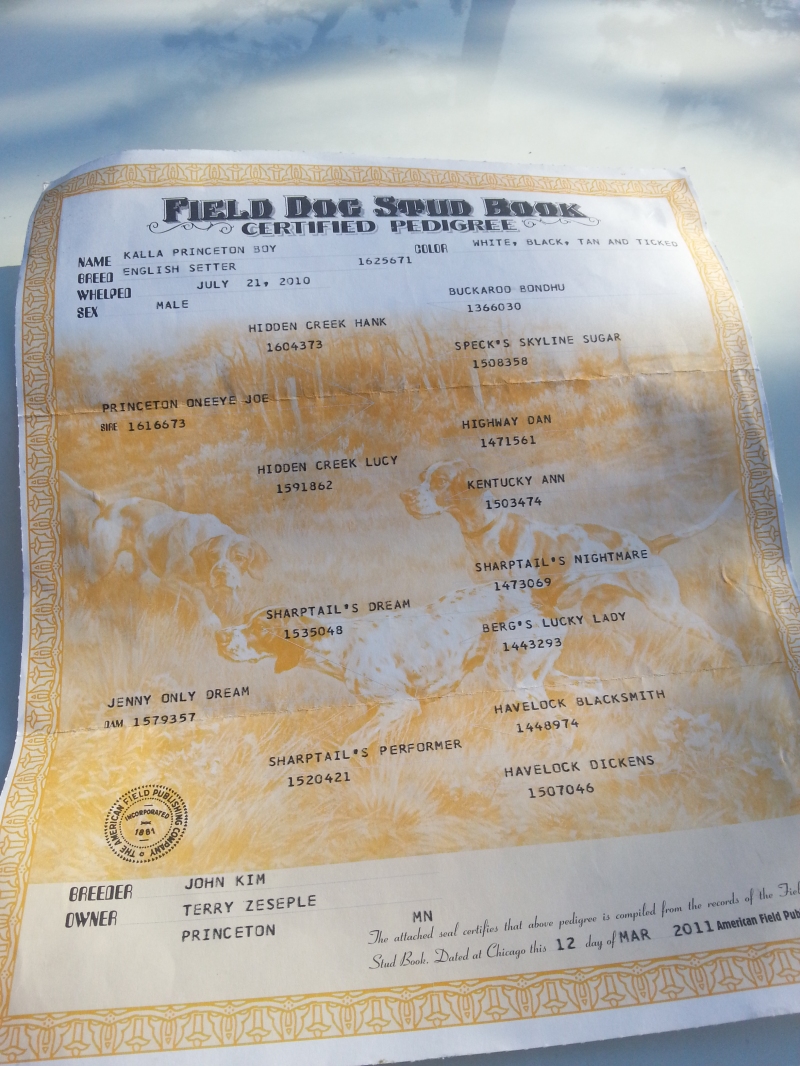 FIELD DOG STUD BOOK
CERTIFIED PEDIGREE
NAME KALLA PRINCETON BOY COLOR WHITE, BLACK, TAN AND TICKED
BREED ENGLISH SETTER 1625671
WHELPED JULY 21, 2010
SEX MALE
BUCKAROO BONDHU
1366030
HIDDEN CREEK HANK
1604373
SPECK'S SKYLINE SUGAR
1508358
PRINCETON ONEEYE JOE
SIRE 1616673
HIGHWAY DAN
1471561
HIDDEN CREEK LUCY
1591862
KENTUCKY ANN
1503474
SHARPTAIL'S NIGHTMARE
1473069
SHARPTAIL'S DREAM
1535048
BERG'S LUCKY LADY
1443293
JENNY ONLY DREAM
DAM 1579357
HAVELOCK BLACKSMITH
1448974
SHARPTAIL'S PERFORMER
1520421
HAVELOCK DICKENS
1507046
THE AMERICAN FIELD PUBLISHING COMPANY
INCORPORATED
1861
BREEDER JOHN KIM
OWNER TERRY ZESEPLE
PRINCETON MN
The attached seal certifies that above pedigree is compiled from the records of the Fiel
Stud Book. Dated at Chicago this 12 day of MAR 2011 American Field Pub